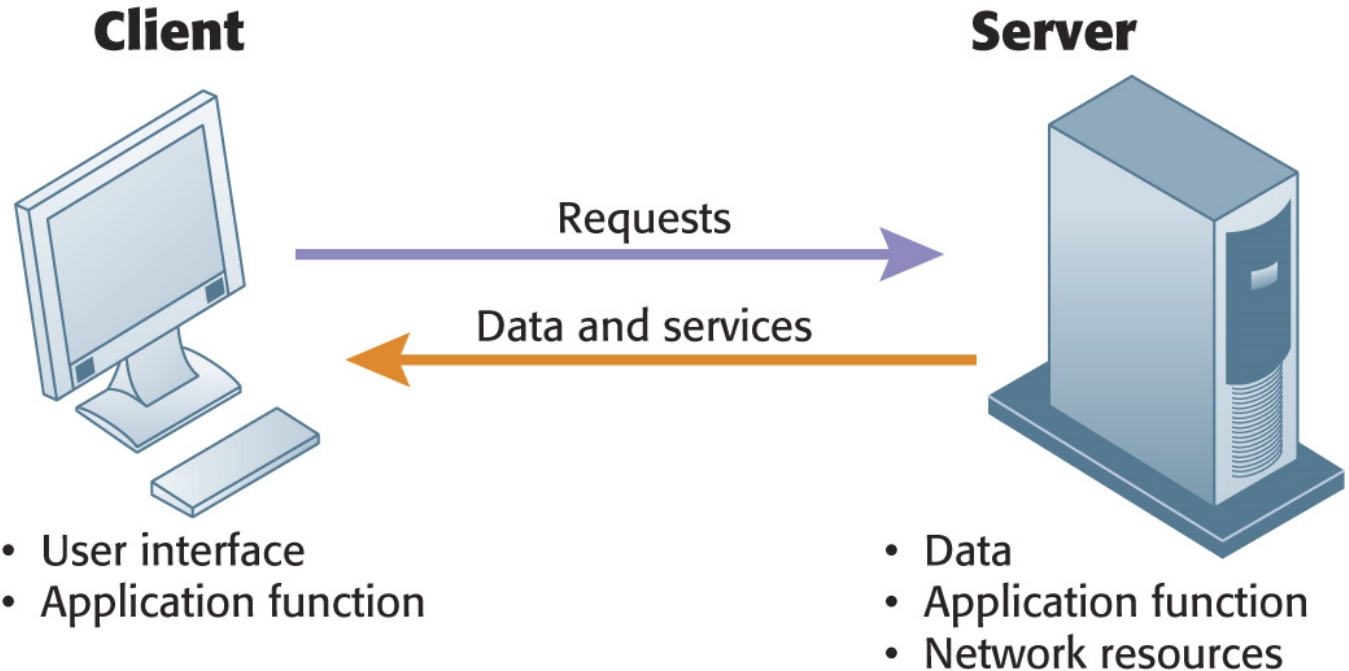 Client
Server
Requests
Data and services
• User interface
• Application function
• Data
• Application function
• Network resources